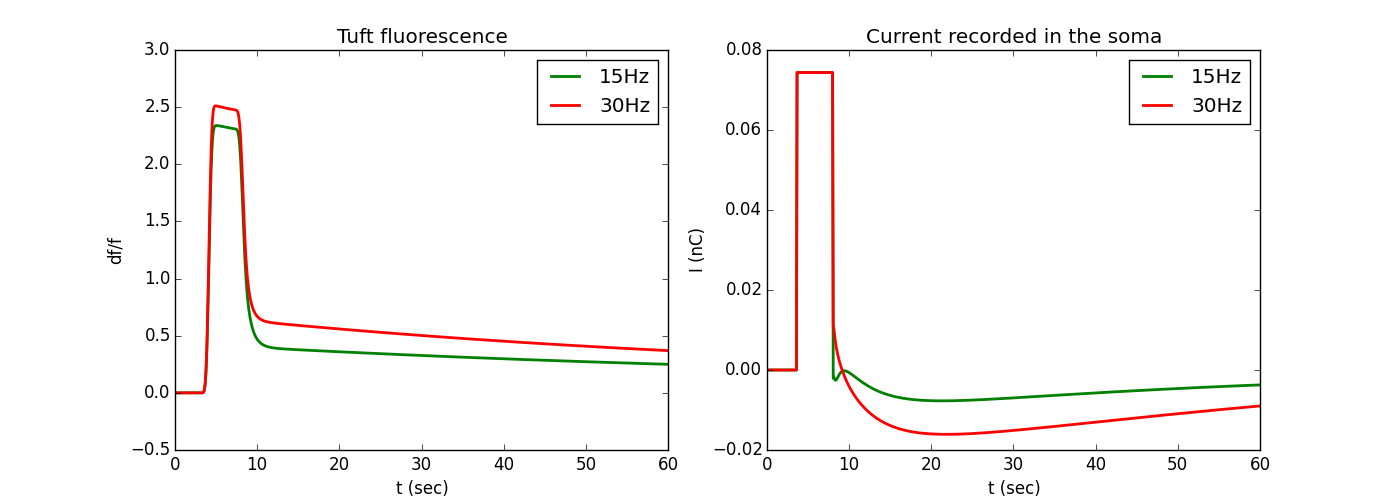 Tuft fluorescence
3.0
2.5
2.0
1.5
1.0
0.5
0.0
−0.5
df/f
0 10 20 30 40 50 60
t (sec)
15Hz
30Hz
Current recorded in the soma
0.08
0.06
0.04
0.02
0.00
−0.02
I (nC)
0 10 20 30 40 50 60
t (sec)
15Hz
30Hz